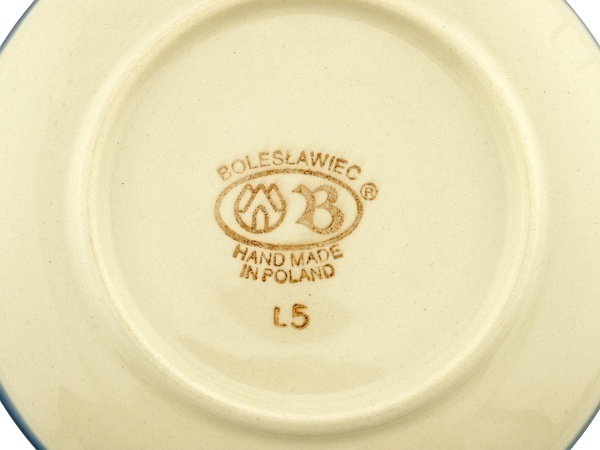 BOLESŁAWIEC
B ®
HAND MADE
IN POLAND
L5